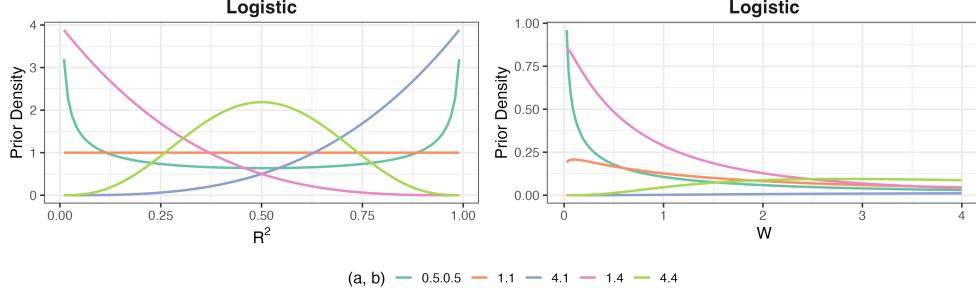 Logistic
Prior Density
4
3
2
1
0
0.00 0.25 0.50 0.75 1.00
R²
Logistic
Prior Density
1.00
0.75
0.50
0.25
0.00
0 1 2 3 4
W
(a, b) 0.5.0.5 1.1 4.1 1.4 4.4